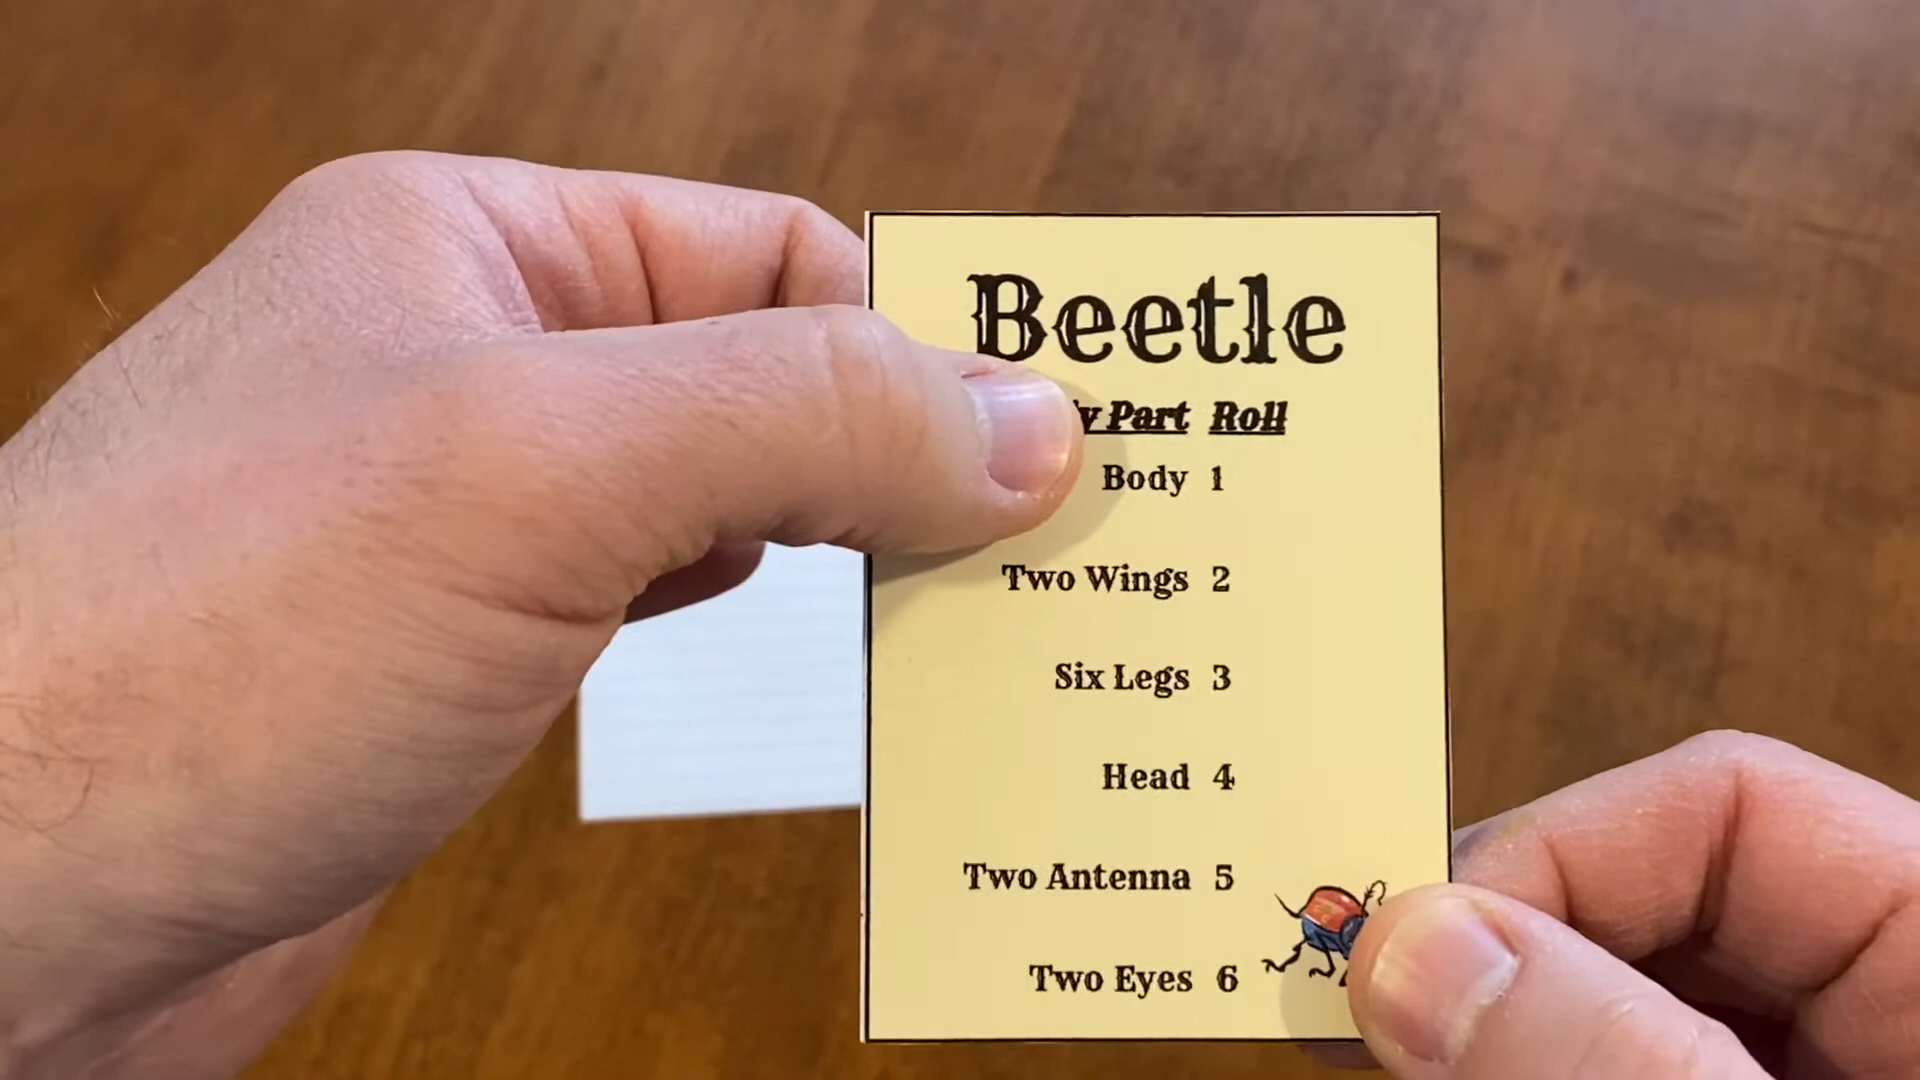 Beetle
Part Roll
Body 1
Two Wings 2
Six Legs 3
Head 4
Two Antenna 5
Two Eyes 6